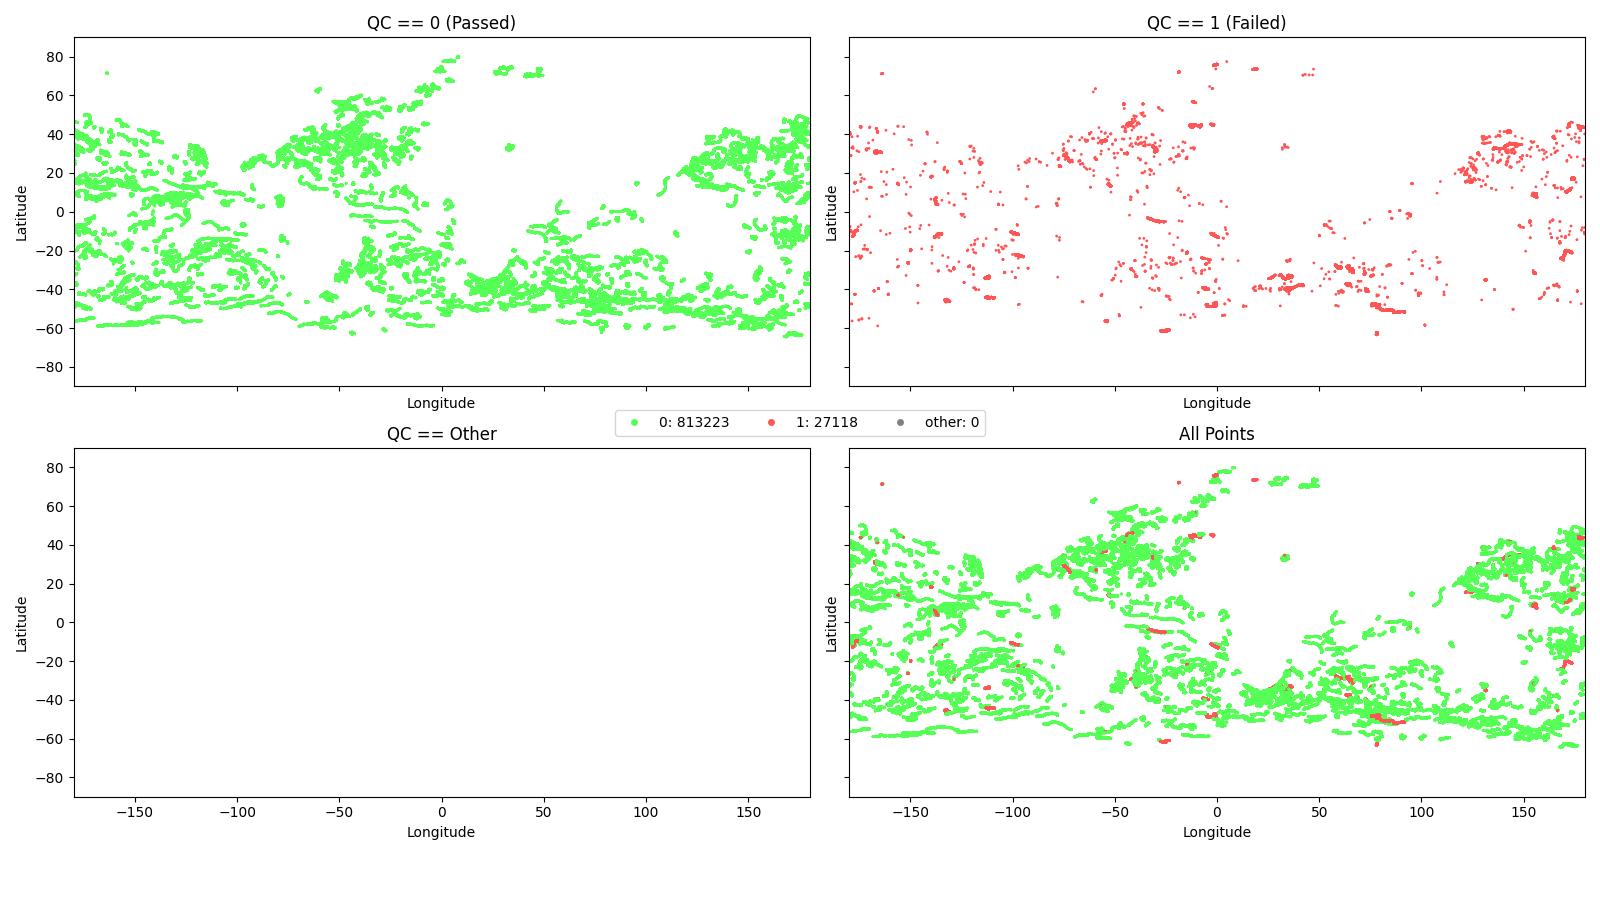 QC == 0 (Passed)
QC == 1 (Failed)
80
60
40
20
0
−20
−40
−60
−80
Latitude
Latitude
Longitude
Longitude
0: 813223 1: 27118 other: 0
QC == Other
All Points
80
60
40
20
0
−20
−40
−60
−80
Latitude
Latitude
−150 −100 −50 0 50 100 150
−150 −100 −50 0 50 100 150
Longitude
Longitude